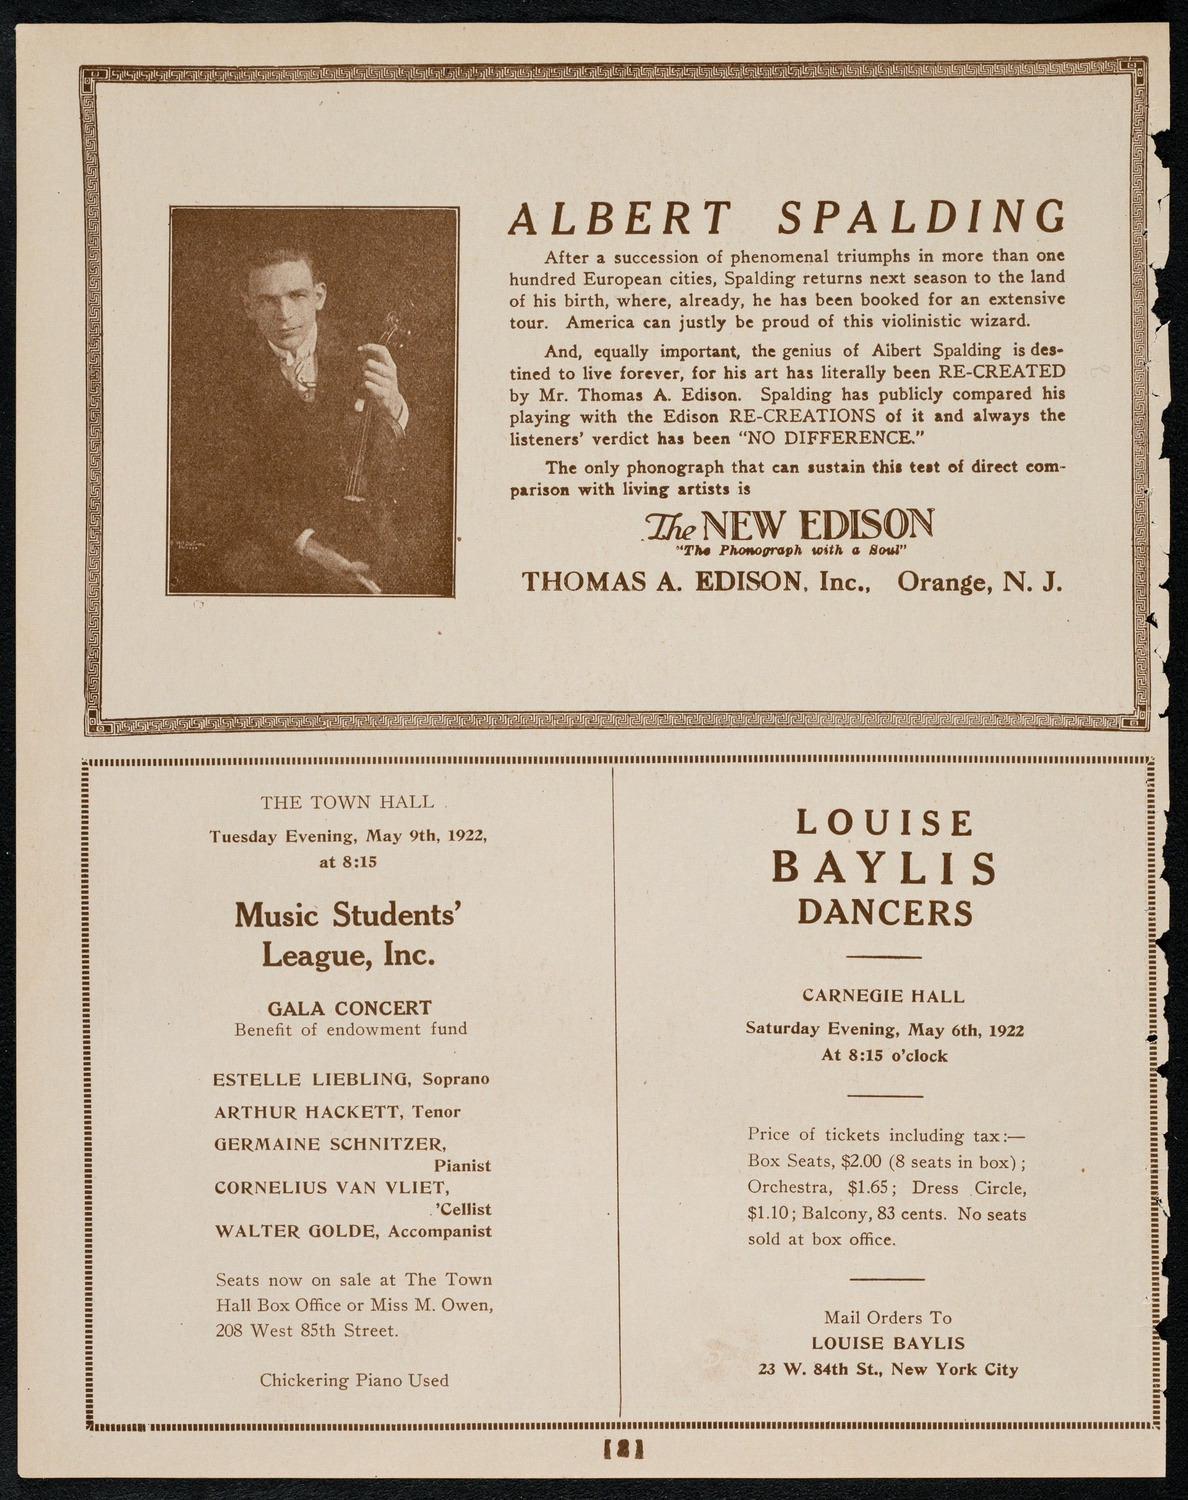 ALBERT SPALDING
After a succession of phenomenal triumphs in more than one
hundred European cities, Spalding returns next season to the land
of his birth, where, already, he has been booked for an extensive
tour. America can justly be proud of this violinistic wizard.
And, equally important, the genius of Albert Spalding is des-
tined to live forever, for his art has literally been RE-CREATED
by Mr. Thomas A. Edison. Spalding has publicly compared his
playing with the Edison RE-CREATIONS of it and always the
listeners' verdict has been "NO DIFFERENCE."
The only phonograph that can sustain this test of direct com-
parison with living artists is
The NEW EDISON
"The Phonograph with a Soul"
THOMAS A. EDISON, Inc., Orange, N. J.
THE TOWN HALL
Tuesday Evening, May 9th, 1922,
at 8:15
Music Students'
League, Inc.
GALA CONCERT
Benefit of endowment fund
ESTELLE LIEBLING, Soprano
ARTHUR HACKETT, Tenor
GERMAINE SCHNITZER,
Pianist
CORNELIUS VAN VLIET,
'Cellist
WALTER GOLDE, Accompanist
Seats now on sale at The Town
Hall Box Office or Miss M. Owen,
208 West 85th Street.
Chickering Piano Used
LOUISE
BAYLIS
DANCERS
CARNEGIE HALL
Saturday Evening, May 6th, 1922
At 8:15 o'clock
Price of tickets including tax:—
Box Seats, $2.00 (8 seats in box);
Orchestra, $1.65; Dress Circle,
$1.10; Balcony, 83 cents. No seats
sold at box office.
Mail Orders To
LOUISE BAYLIS
23 W. 84th St., New York City